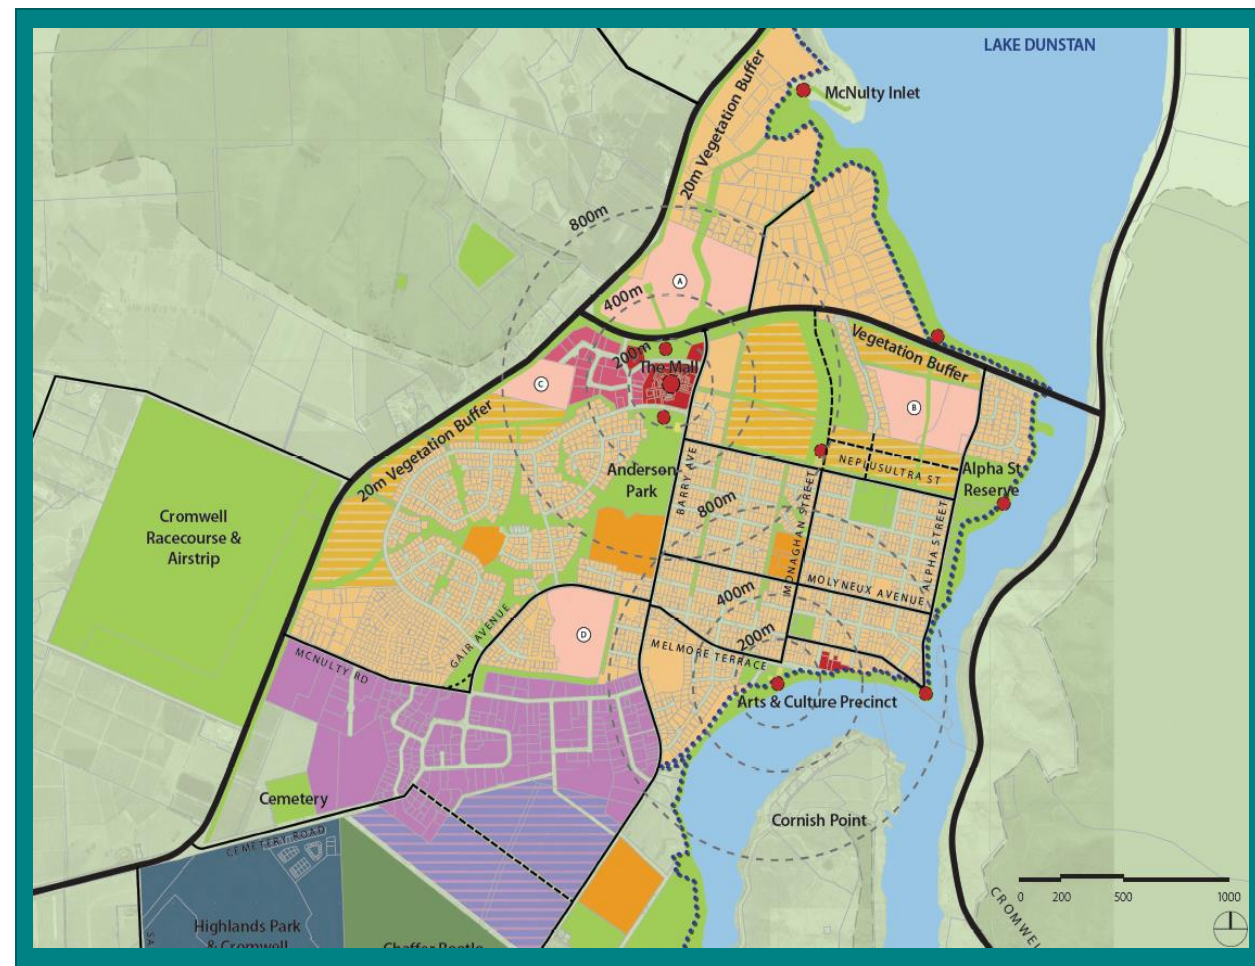 LAKE DUNSTAN
McNulty Inlet
20m Vegetation Buffer
800m
A
400m
200m
The Mall
Vegetation Buffer
C
B
20m Vegetation Buffer
NEPLUSULTRA ST
Alpha St
Reserve
Anderson
Park
BARRY AVE
800m
MONAGHAN STREET
ALPHA STREET
Cromwell
Racecourse &
Airstrip
MOLYNEUX AVENUE
400m
200m
GAIR AVENUE
D
MELMORE TERRACE
MCNULTY RD
Arts & Culture Precinct
Cemetery
Cornish Point
CEMETERY ROAD
0 200 500 1000
Highlands Park
& Cromwell
SA